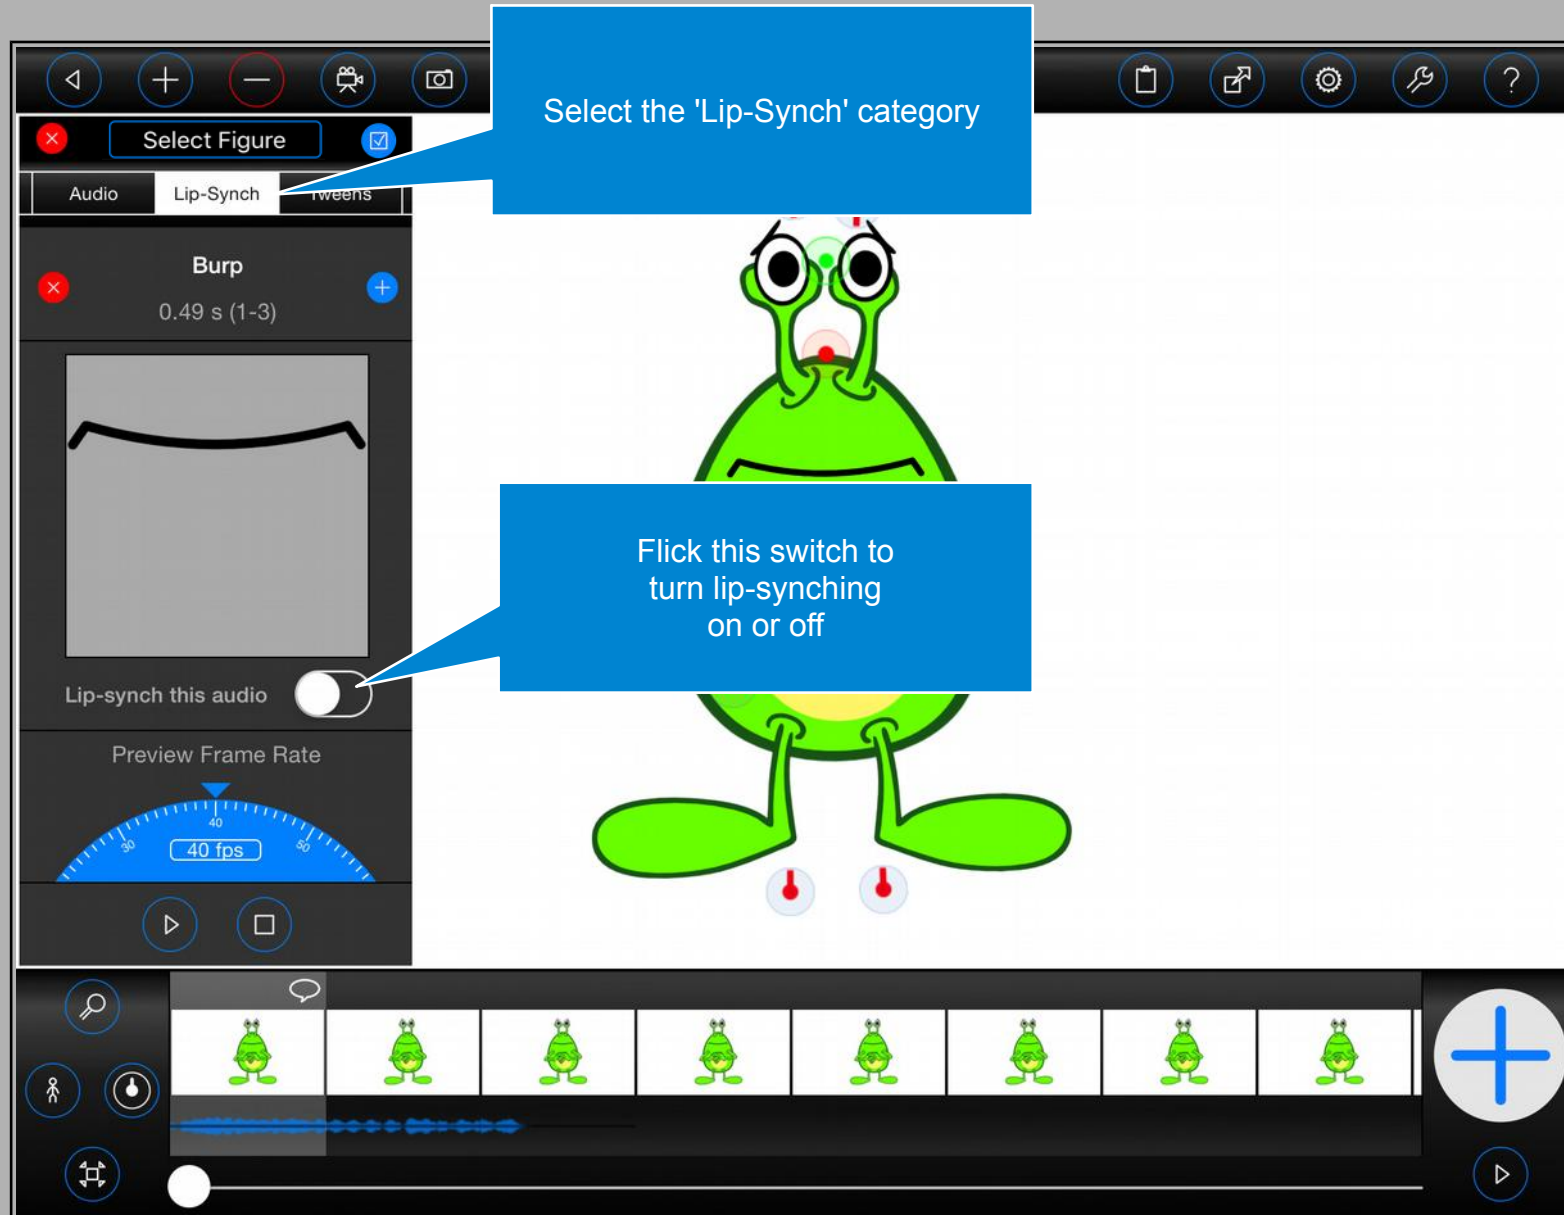 Select the 'Lip-Synch' category
?
Select Figure
Audio
Lip-Synch
Tweens
Burp
0.49 s (1-3)
Flick this switch to
turn lip-synching
on or off
Lip-synch this audio
Preview Frame Rate
30
40
50
40 fps